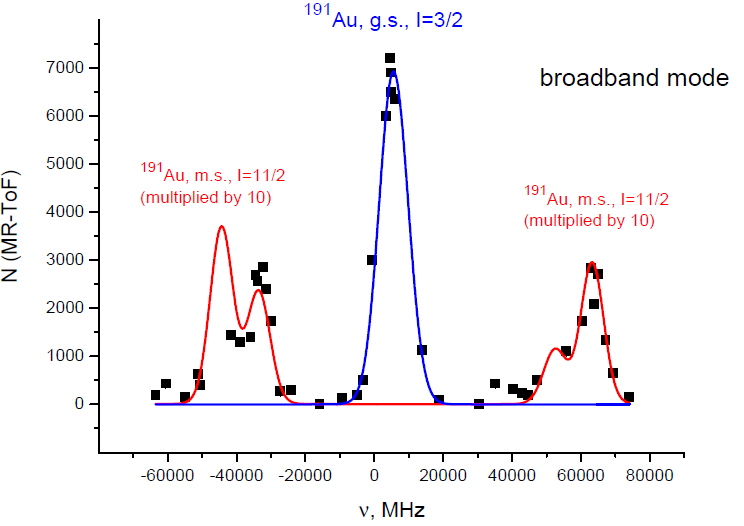 ¹⁹¹Au, g.s., I=3/2
broadband mode
7000
6000
5000
4000
3000
2000
1000
0
N (MR-ToF)
¹⁹¹Au, m.s., I=11/2
(multiplied by 10)
¹⁹¹Au, m.s., I=11/2
(multiplied by 10)
-60000 -40000 -20000 0 20000 40000 60000 80000
ν, MHz